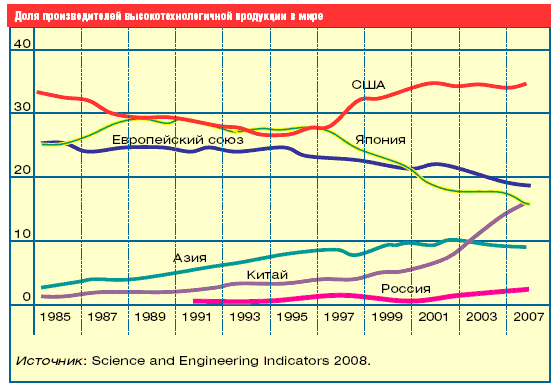 Доля производителей высокотехнологичной продукции в мире
40
США
30
Европейский союз
Япония
20
10
Азия
Китай
Россия
0
1985 1987 1989 1991 1993 1995 1997 1999 2001 2003 2007
Источник: Science and Engineering Indicators 2008.